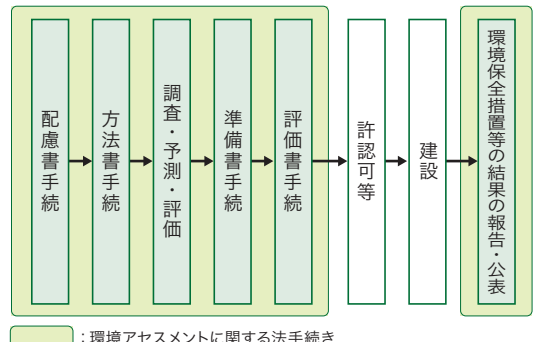 配慮書手続
方法書手続
調査・予測・評価
準備書手続
評価書手続
許認可等
建設
環境保全措置等の結果の報告・公表
：環境アセスメントに関する法手続き